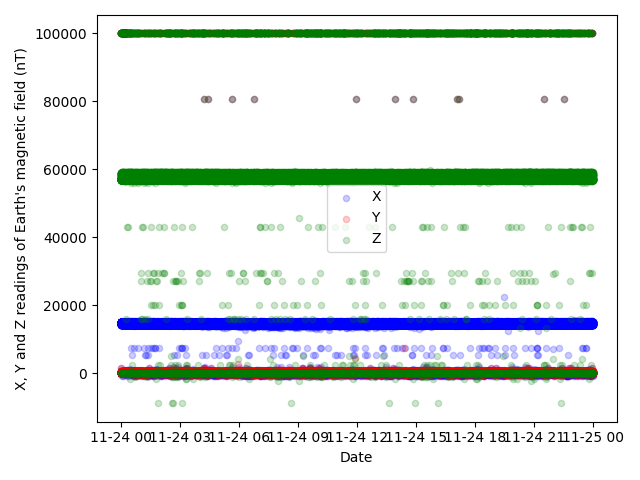 100000
80000
60000
40000
20000
0
X, Y and Z readings of Earth's magnetic field (nT)
X
Y
Z
11-24 00 11-24 03 11-24 06 11-24 09 11-24 12 11-24 15 11-24 18 11-24 21 11-25 00
Date